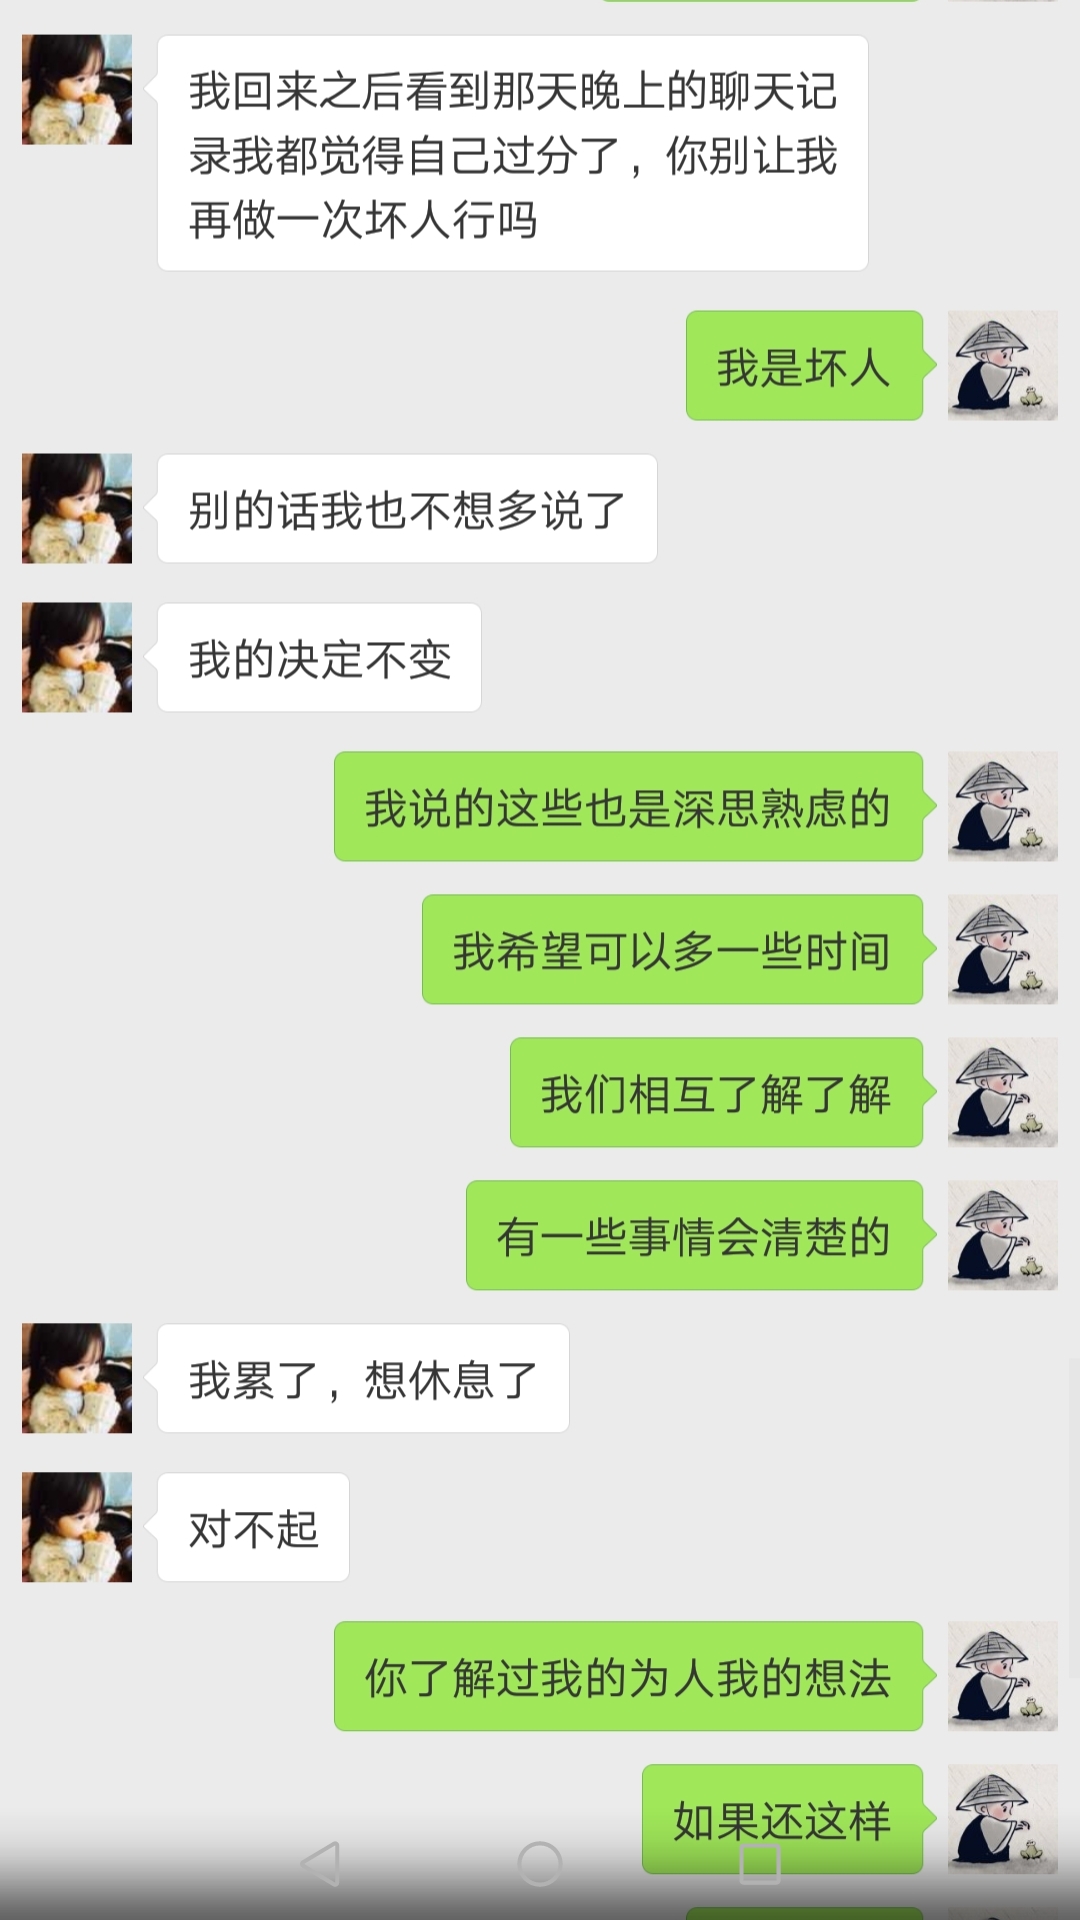 我回来之后看到那天晚上的聊天记
录我都觉得自己过分了，你别让我
再做一次坏人行吗
我是坏人
别的话我也不想多说了
我的决定不变
我说的这些也是深思熟虑的
我希望可以多一些时间
我们相互了解了解
有一些事情会清楚的
我累了，想休息了
对不起
你了解过我的为人我的想法
如果还这样